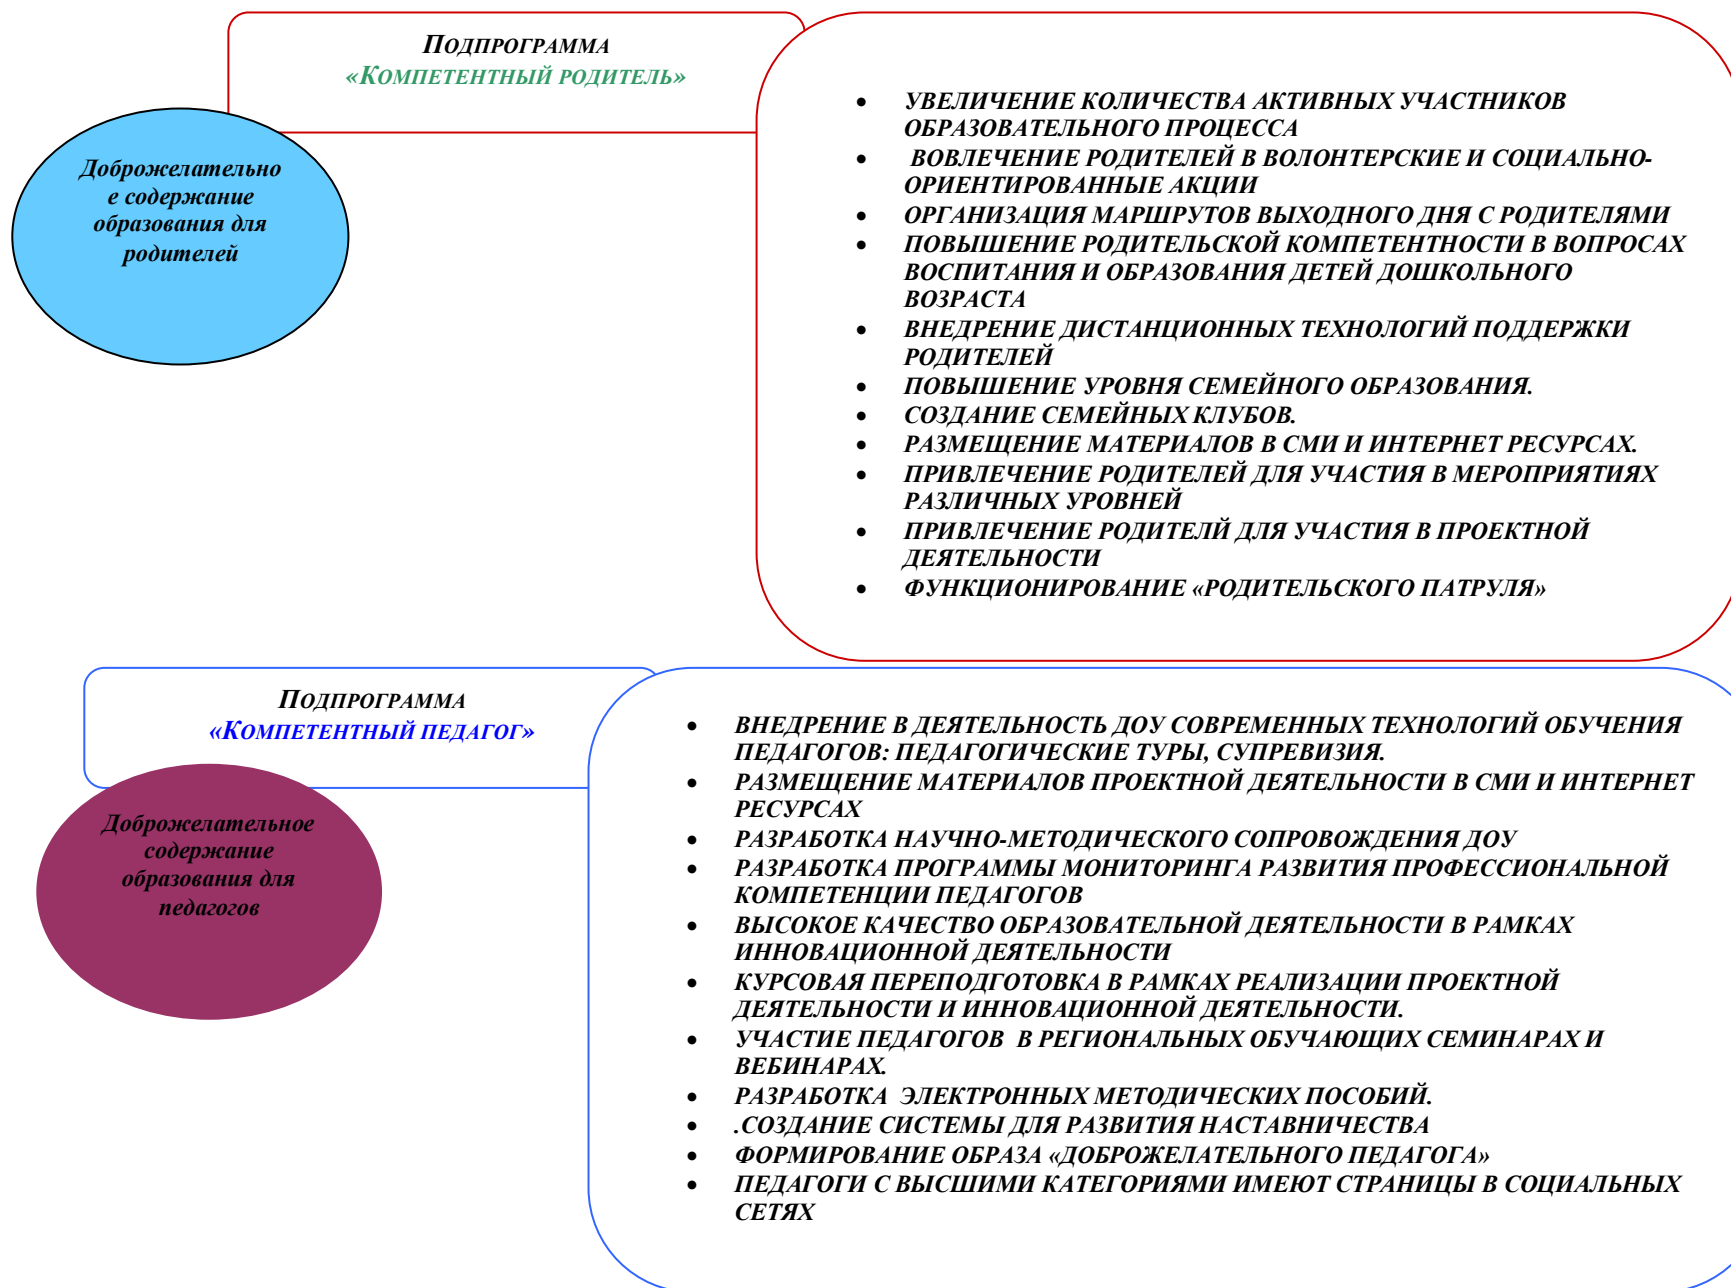 Подпрограмма
«Компетентный родитель»
Доброжелательно
е содержание
образования для
родителей
• УВЕЛИЧЕНИЕ КОЛИЧЕСТВА АКТИВНЫХ УЧАСТНИКОВ
ОБРАЗОВАТЕЛЬНОГО ПРОЦЕССА
• ВОВЛЕЧЕНИЕ РОДИТЕЛЕЙ В ВОЛОНТЕРСКИЕ И СОЦИАЛЬНО-
ОРИЕНТИРОВАННЫЕ АКЦИИ
• ОРГАНИЗАЦИЯ МАРШРУТОВ ВЫХОДНОГО ДНЯ С РОДИТЕЛЯМИ
• ПОВЫШЕНИЕ РОДИТЕЛЬСКОЙ КОМПЕТЕНТНОСТИ В ВОПРОСАХ
ВОСПИТАНИЯ И ОБРАЗОВАНИЯ ДЕТЕЙ ДОШКОЛЬНОГО
ВОЗРАСТА
• ВНЕДРЕНИЕ ДИСТАНЦИОННЫХ ТЕХНОЛОГИЙ ПОДДЕРЖКИ
РОДИТЕЛЕЙ
• ПОВЫШЕНИЕ УРОВНЯ СЕМЕЙНОГО ОБРАЗОВАНИЯ.
• СОЗДАНИЕ СЕМЕЙНЫХ КЛУБОВ.
• РАЗМЕЩЕНИЕ МАТЕРИАЛОВ В СМИ И ИНТЕРНЕТ РЕСУРСАХ.
• ПРИВЛЕЧЕНИЕ РОДИТЕЛЕЙ ДЛЯ УЧАСТИЯ В МЕРОПРИЯТИЯХ
РАЗЛИЧНЫХ УРОВНЕЙ
• ПРИВЛЕЧЕНИЕ РОДИТЕЛЙ ДЛЯ УЧАСТИЯ В ПРОЕКТНОЙ
ДЕЯТЕЛЬНОСТИ
• ФУНКЦИОНИРОВАНИЕ «РОДИТЕЛЬСКОГО ПАТРУЛЯ»
Подпрограмма
«Компетентный педагог»
Доброжелательное
содержание
образования для
педагогов
• ВНЕДРЕНИЕ В ДЕЯТЕЛЬНОСТЬ ДОУ СОВРЕМЕННЫХ ТЕХНОЛОГИЙ ОБУЧЕНИЯ
ПЕДАГОГОВ: ПЕДАГОГИЧЕСКИЕ ТУРЫ, СУПРЕВИЗИЯ.
• РАЗМЕЩЕНИЕ МАТЕРИАЛОВ ПРОЕКТНОЙ ДЕЯТЕЛЬНОСТИ В СМИ И ИНТЕРНЕТ
РЕСУРСАХ
• РАЗРАБОТКА НАУЧНО-МЕТОДИЧЕСКОГО СОПРОВОЖДЕНИЯ ДОУ
• РАЗРАБОТКА ПРОГРАММЫ МОНИТОРИНГА РАЗВИТИЯ ПРОФЕССИОНАЛЬНОЙ
КОМПЕТЕНЦИИ ПЕДАГОГОВ
• ВЫСОКОЕ КАЧЕСТВО ОБРАЗОВАТЕЛЬНОЙ ДЕЯТЕЛЬНОСТИ В РАМКАХ
ИННОВАЦИОННОЙ ДЕЯТЕЛЬНОСТИ
• КУРСОВАЯ ПЕРЕПОДГОТОВКА В РАМКАХ РЕАЛИЗАЦИИ ПРОЕКТНОЙ
ДЕЯТЕЛЬНОСТИ И ИННОВАЦИОННОЙ ДЕЯТЕЛЬНОСТИ.
• УЧАСТИЕ ПЕДАГОГОВ В РЕГИОНАЛЬНЫХ ОБУЧАЮЩИХ СЕМИНАРАХ И
ВЕБИНАРАХ.
• РАЗРАБОТКА ЭЛЕКТРОННЫХ МЕТОДИЧЕСКИХ ПОСОБИЙ.
• .СОЗДАНИЕ СИСТЕМЫ ДЛЯ РАЗВИТИЯ НАСТАВНИЧЕСТВА
• ФОРМИРОВАНИЕ ОБРАЗА «ДОБРОЖЕЛАТЕЛЬНОГО ПЕДАГОГА»
• ПЕДАГОГИ С ВЫСШИМИ КАТЕГОРИЯМИ ИМЕЮТ СТРАНИЦЫ В СОЦИАЛЬНЫХ
СЕТЯХ